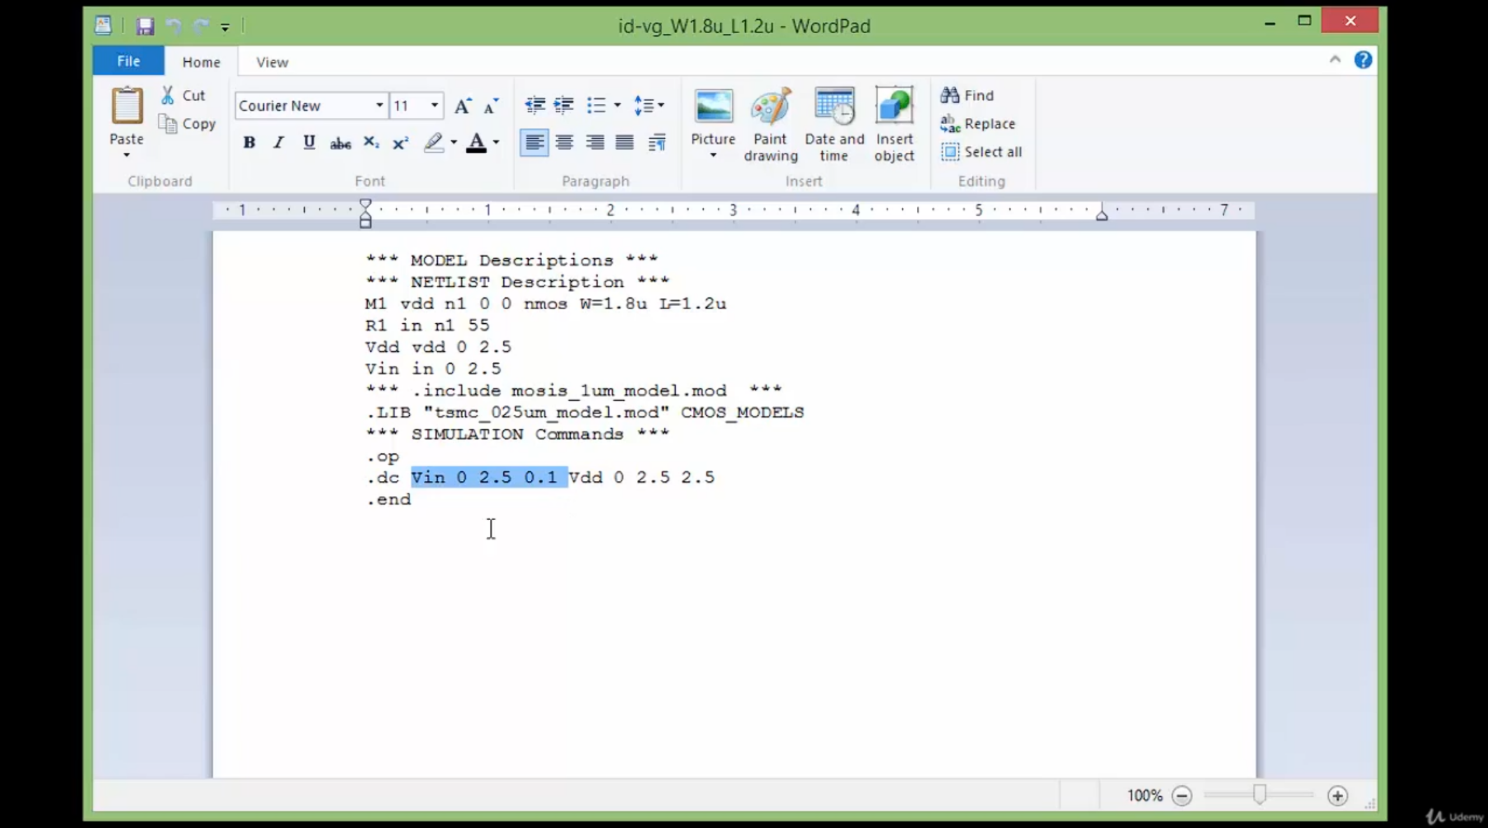 id-vg_W1.8u_L1.2u - WordPad
File Home View
Paste Cut Copy
Clipboard
Courier New 11
B I U abc X₂ X² A
Font
Paragraph
Picture
Paint drawing
Date and time
Insert object
Insert
Find
Replace
Select all
Editing
1 1 2 3 4 5 7
*** MODEL Descriptions ***
*** NETLIST Description ***
M1 vdd n1 0 0 nmos W=1.8u L=1.2u
R1 in n1 55
Vdd vdd 0 2.5
Vin in 0 2.5
*** .include mosis_1um_model.mod ***
.LIB "tsmc_025um_model.mod" CMOS_MODELS
*** SIMULATION Commands ***
.op
.dc Vin 0 2.5 0.1 Vdd 0 2.5 2.5
.end
100%
Udemy